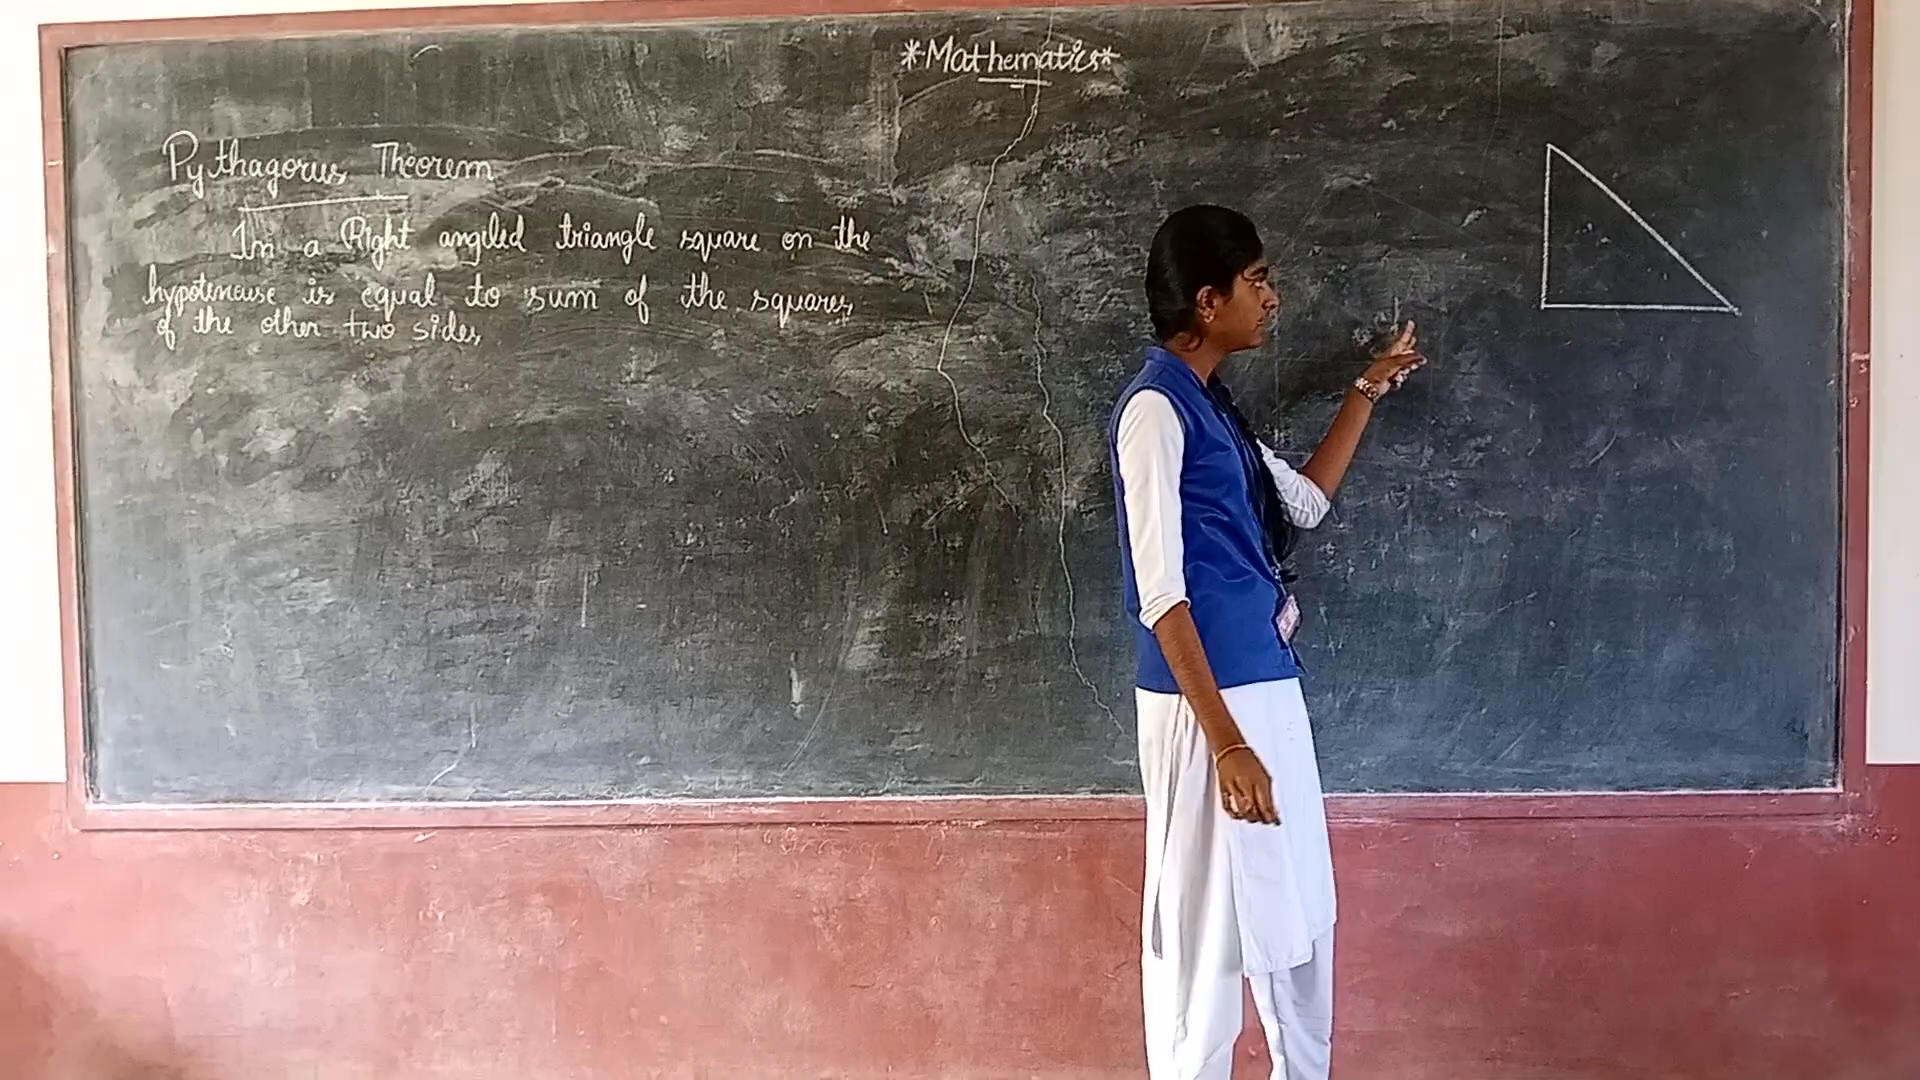 *Mathematics*
Pythagorus Theorem
In a Right angiled triangle square on the
hypotenause is equal to sum of the squares
of the other two sides,